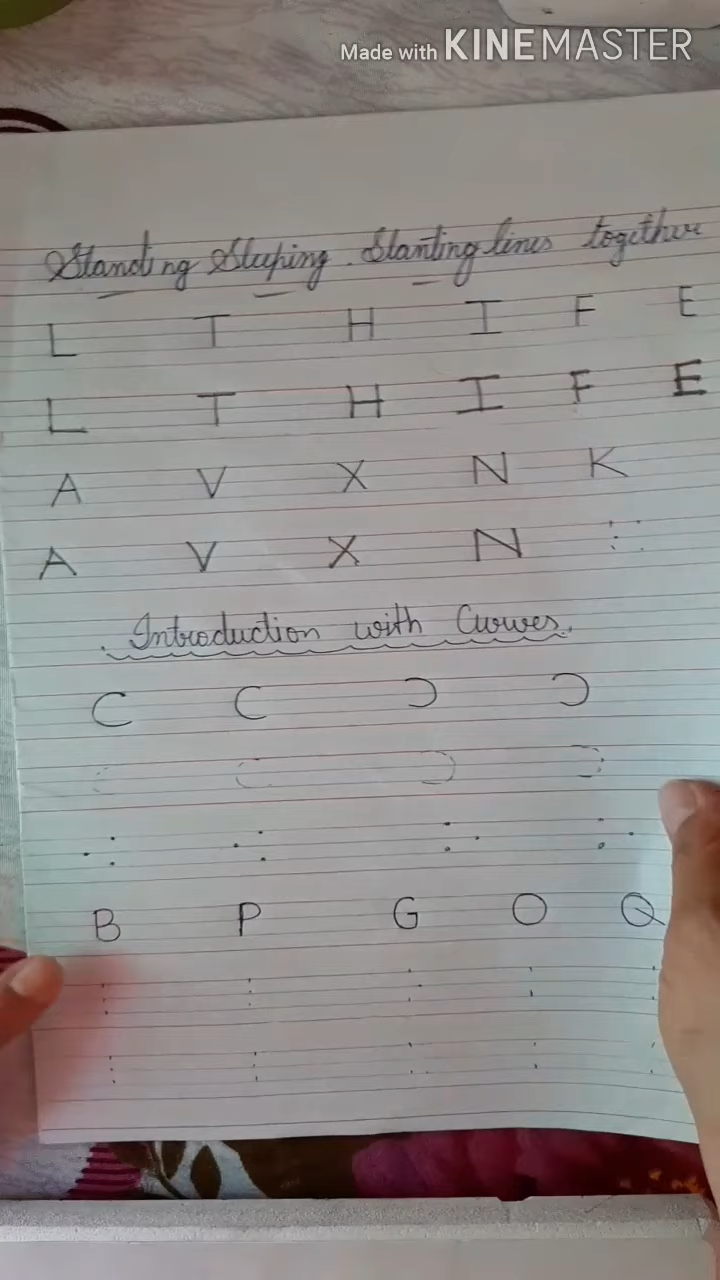 Made with KINEMASTER
Standing Sleeping . Slanting lines together
L T H I F E
L T H I F E
A V X N K
A V X N
Introduction with Curves.
C C Ɔ Ɔ
B P G O Q